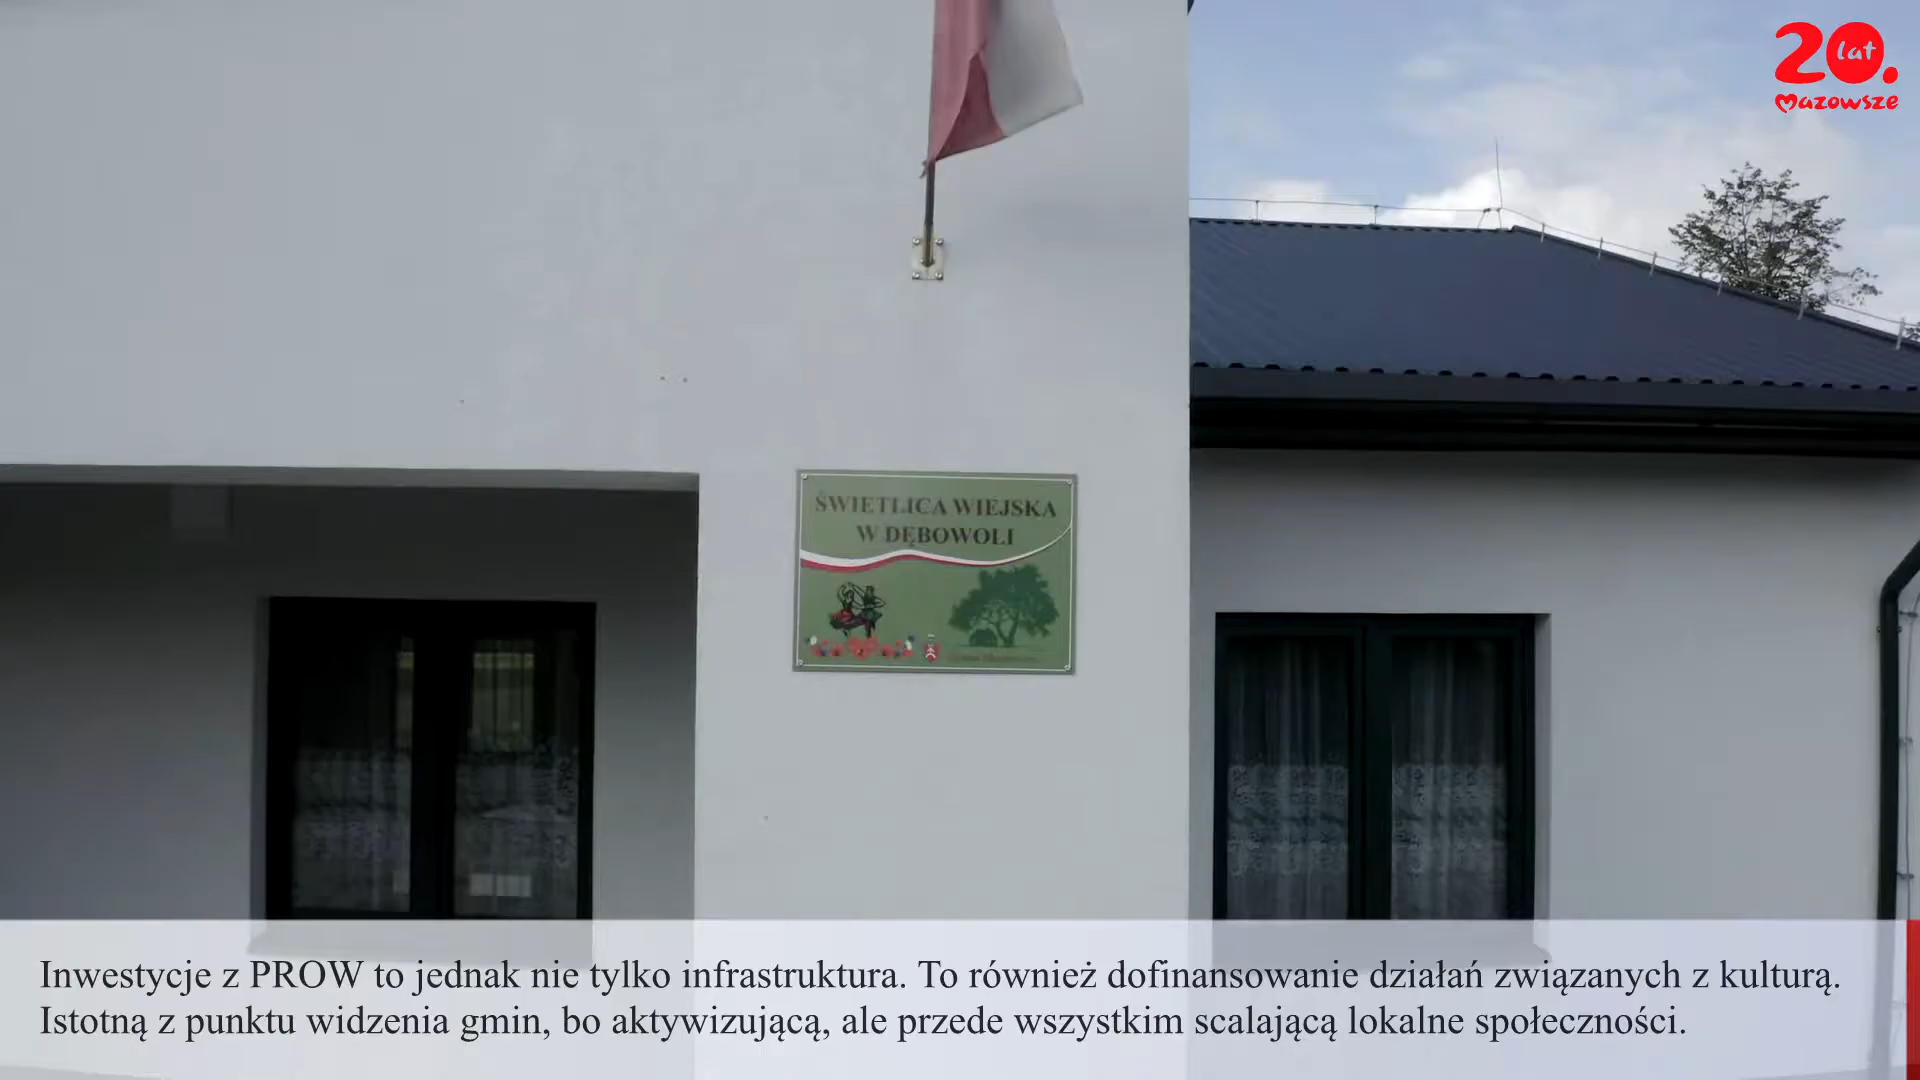 20 lat
Mazowsze
ŚWIETLICA WIEJSKA
W DĘBOWOLI
Inwestycje z PROW to jednak nie tylko infrastruktura. To również dofinansowanie działań związanych z kulturą.
Istotną z punktu widzenia gmin, bo aktywizującą, ale przede wszystkim scalającą lokalne społeczności.